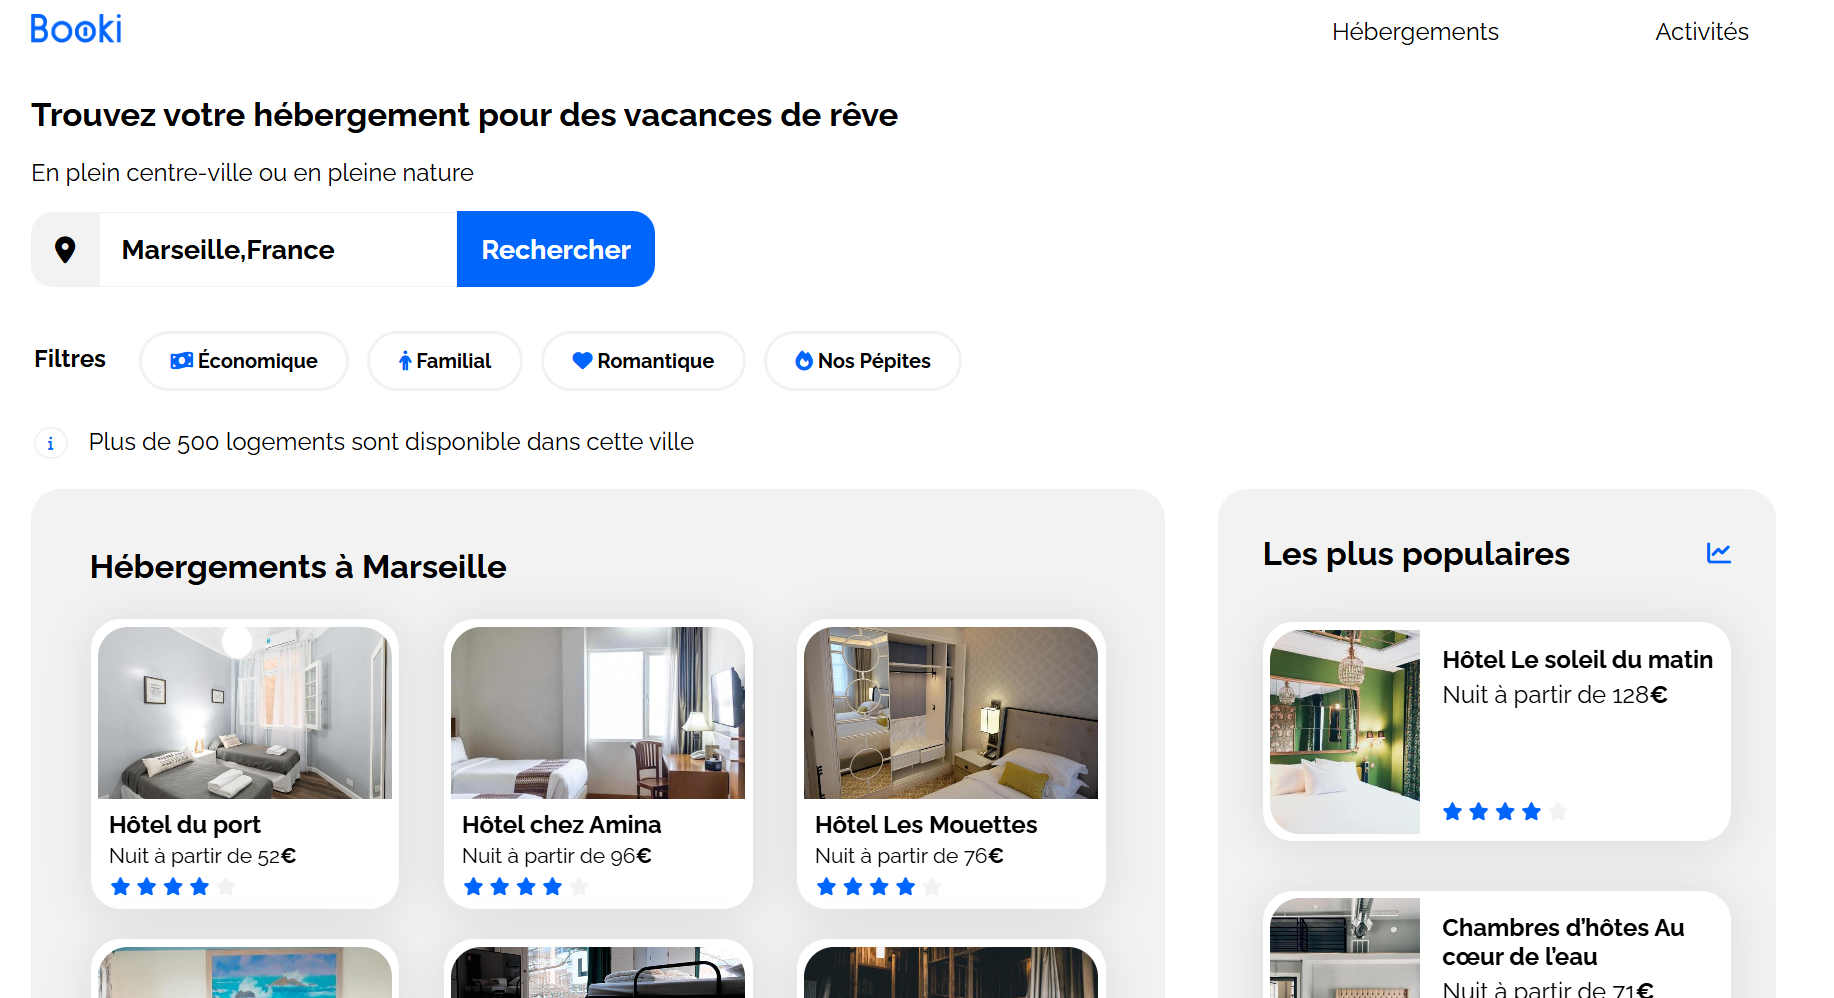 Booki
Hébergements
Activités
Trouvez votre hébergement pour des vacances de rêve
En plein centre-ville ou en pleine nature
Marseille,France
Rechercher
Filtres
Économique
Familial
Romantique
Nos Pépites
Plus de 500 logements sont disponible dans cette ville
Hébergements à Marseille
Hôtel du port
Nuit à partir de 52€
Hôtel chez Amina
Nuit à partir de 96€
Hôtel Les Mouettes
Nuit à partir de 76€
Les plus populaires
Hôtel Le soleil du matin
Nuit à partir de 128€
Chambres d’hôtes Au
cœur de l’eau
Nuit à partir de 71€